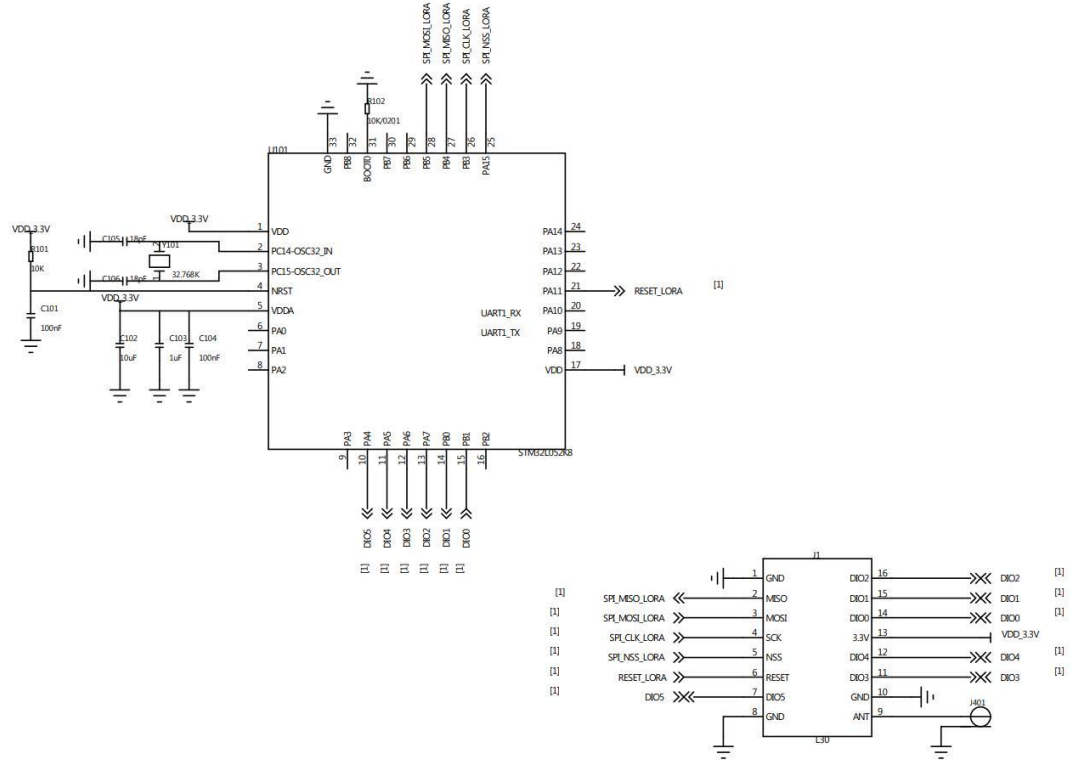 SPI_MOSI_LORA
SPI_MISO_LORA
SPI_CLK_LORA
SPI_NSS_LORA
R102
10K/0201
33 32 31 30 29 28 27 26 25
U101
GND PB8 BOOT0 PB7 PB6 PB5 PB4 PB3 PA15
VDD_3.3V
1 VDD
C105 18pF
2 PC14-OSC32_IN
2
Y101
1
32.768K
C106 18pF
3 PC15-OSC32_OUT
VDD_3.3V
R101
10K
4 NRST
VDD_3.3V
5 VDDA
C101
100nF
C102
10uF
C103
1uF
C104
100nF
6 PA0
7 PA1
8 PA2
PA14 24
PA13 23
PA12 22
PA11 21 RESET_LORA [1]
UART1_RX PA10 20
UART1_TX PA9 19
PA8 18
VDD 17 VDD_3.3V
PA3 PA4 PA5 PA6 PA7 PB0 PB1 PB2
9 10 11 12 13 14 15 16
STM32L052K8
DIO5 DIO4 DIO3 DIO2 DIO1 DIO0
[1] [1] [1] [1] [1] [1]
J1
1 GND DIO2 16 DIO2 [1]
[1] SPI_MISO_LORA 2 MISO DIO1 15 DIO1 [1]
[1] SPI_MOSI_LORA 3 MOSI DIO0 14 DIO0 [1]
[1] SPI_CLK_LORA 4 SCK 3.3V 13 VDD_3.3V
[1] SPI_NSS_LORA 5 NSS DIO4 12 DIO4 [1]
[1] RESET_LORA 6 RESET DIO3 11 DIO3 [1]
[1] DIO5 7 DIO5 GND 10
8 GND ANT 9 J401
L30